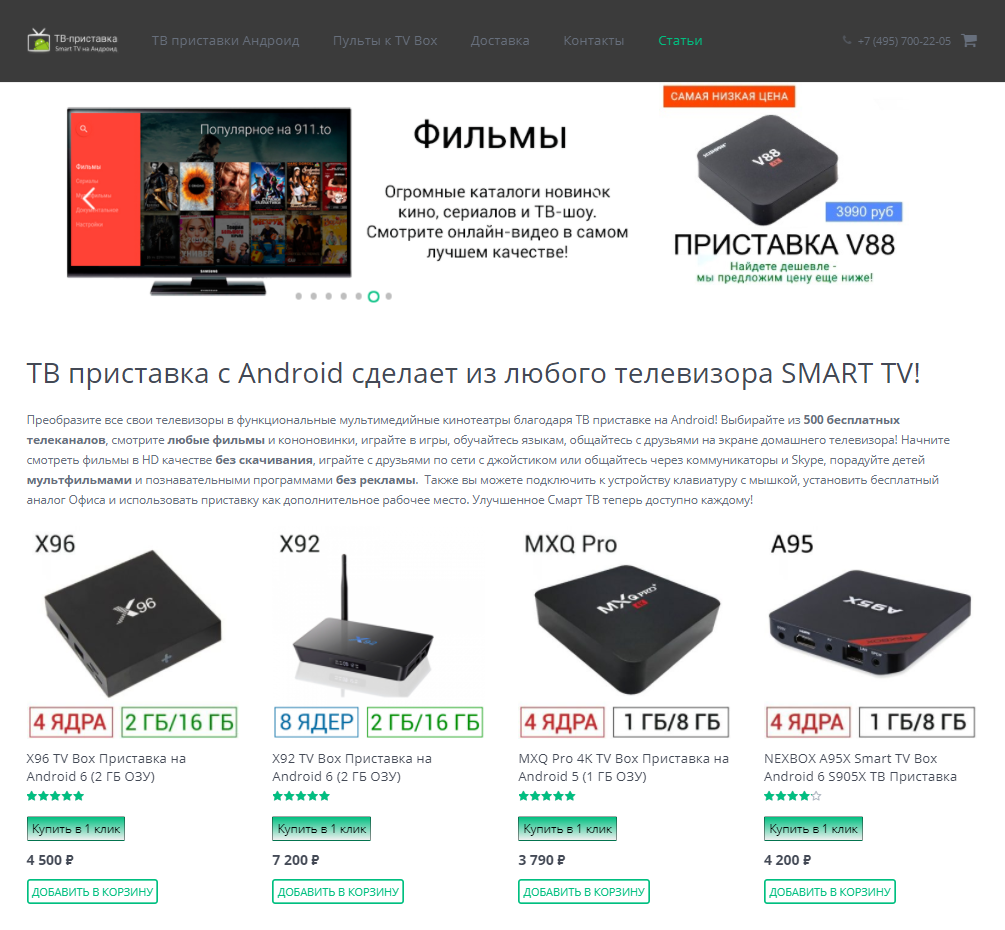 ТВ-приставка
Smart TV на Андроид
ТВ приставки Андроид
Пульты к TV Box
Доставка
Контакты
Статьи
+7 (495) 700-22-05
Популярное на 911.to
Фильмы
Сериалы
Мультфильмы
Документальное
Настройки
SAMSUNG
Фильмы
Огромные каталоги новинок
кино, сериалов и ТВ-шоу.
Смотрите онлайн-видео в самом
лучшем качестве!
САМАЯ НИЗКАЯ ЦЕНА
V88
3990 руб
ПРИСТАВКА V88
Найдете дешевле -
мы предложим цену еще ниже!
ТВ приставка с Android сделает из любого телевизора SMART TV!
Преобразите все свои телевизоры в функциональные мультимедийные кинотеатры благодаря ТВ приставке на Android! Выбирайте из 500 бесплатных
телеканалов, смотрите любые фильмы и кононовинки, играйте в игры, обучайтесь языкам, общайтесь с друзьями на экране домашнего телевизора! Начните
смотреть фильмы в HD качестве без скачивания, играйте с друзьями по сети с джойстиком или общайтесь через коммуникаторы и Skype, порадуйте детей
мультфильмами и познавательными программами без рекламы. Также вы можете подключить к устройству клавиатуру с мышкой, установить бесплатный
аналог Офиса и использовать приставку как дополнительное рабочее место. Улучшенное Смарт ТВ теперь доступно каждому!
X96
X96
4 ЯДРА
2 ГБ/16 ГБ
X96 TV Box Приставка на
Android 6 (2 ГБ ОЗУ)
Купить в 1 клик
4 500 ₽
ДОБАВИТЬ В КОРЗИНУ
X92
8 ЯДЕР
2 ГБ/16 ГБ
X92 TV Box Приставка на
Android 6 (2 ГБ ОЗУ)
Купить в 1 клик
7 200 ₽
ДОБАВИТЬ В КОРЗИНУ
MXQ Pro
MXQ PRO
4K
4 ЯДРА
1 ГБ/8 ГБ
MXQ Pro 4K TV Box Приставка на
Android 5 (1 ГБ ОЗУ)
Купить в 1 клик
3 790 ₽
ДОБАВИТЬ В КОРЗИНУ
A95
A95X
4 ЯДРА
1 ГБ/8 ГБ
NEXBOX A95X Smart TV Box
Android 6 S905X ТВ Приставка
Купить в 1 клик
4 200 ₽
ДОБАВИТЬ В КОРЗИНУ